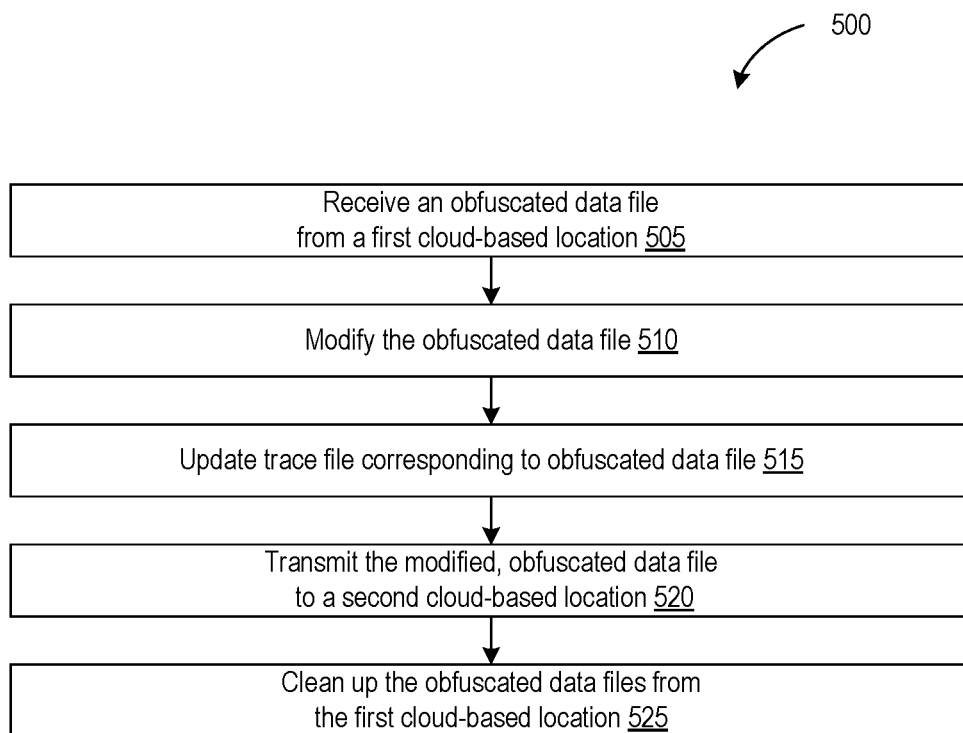 500
Receive an obfuscated data file
from a first cloud-based location 505
Modify the obfuscated data file 510
Update trace file corresponding to obfuscated data file 515
Transmit the modified, obfuscated data file
to a second cloud-based location 520
Clean up the obfuscated data files from
the first cloud-based location 525